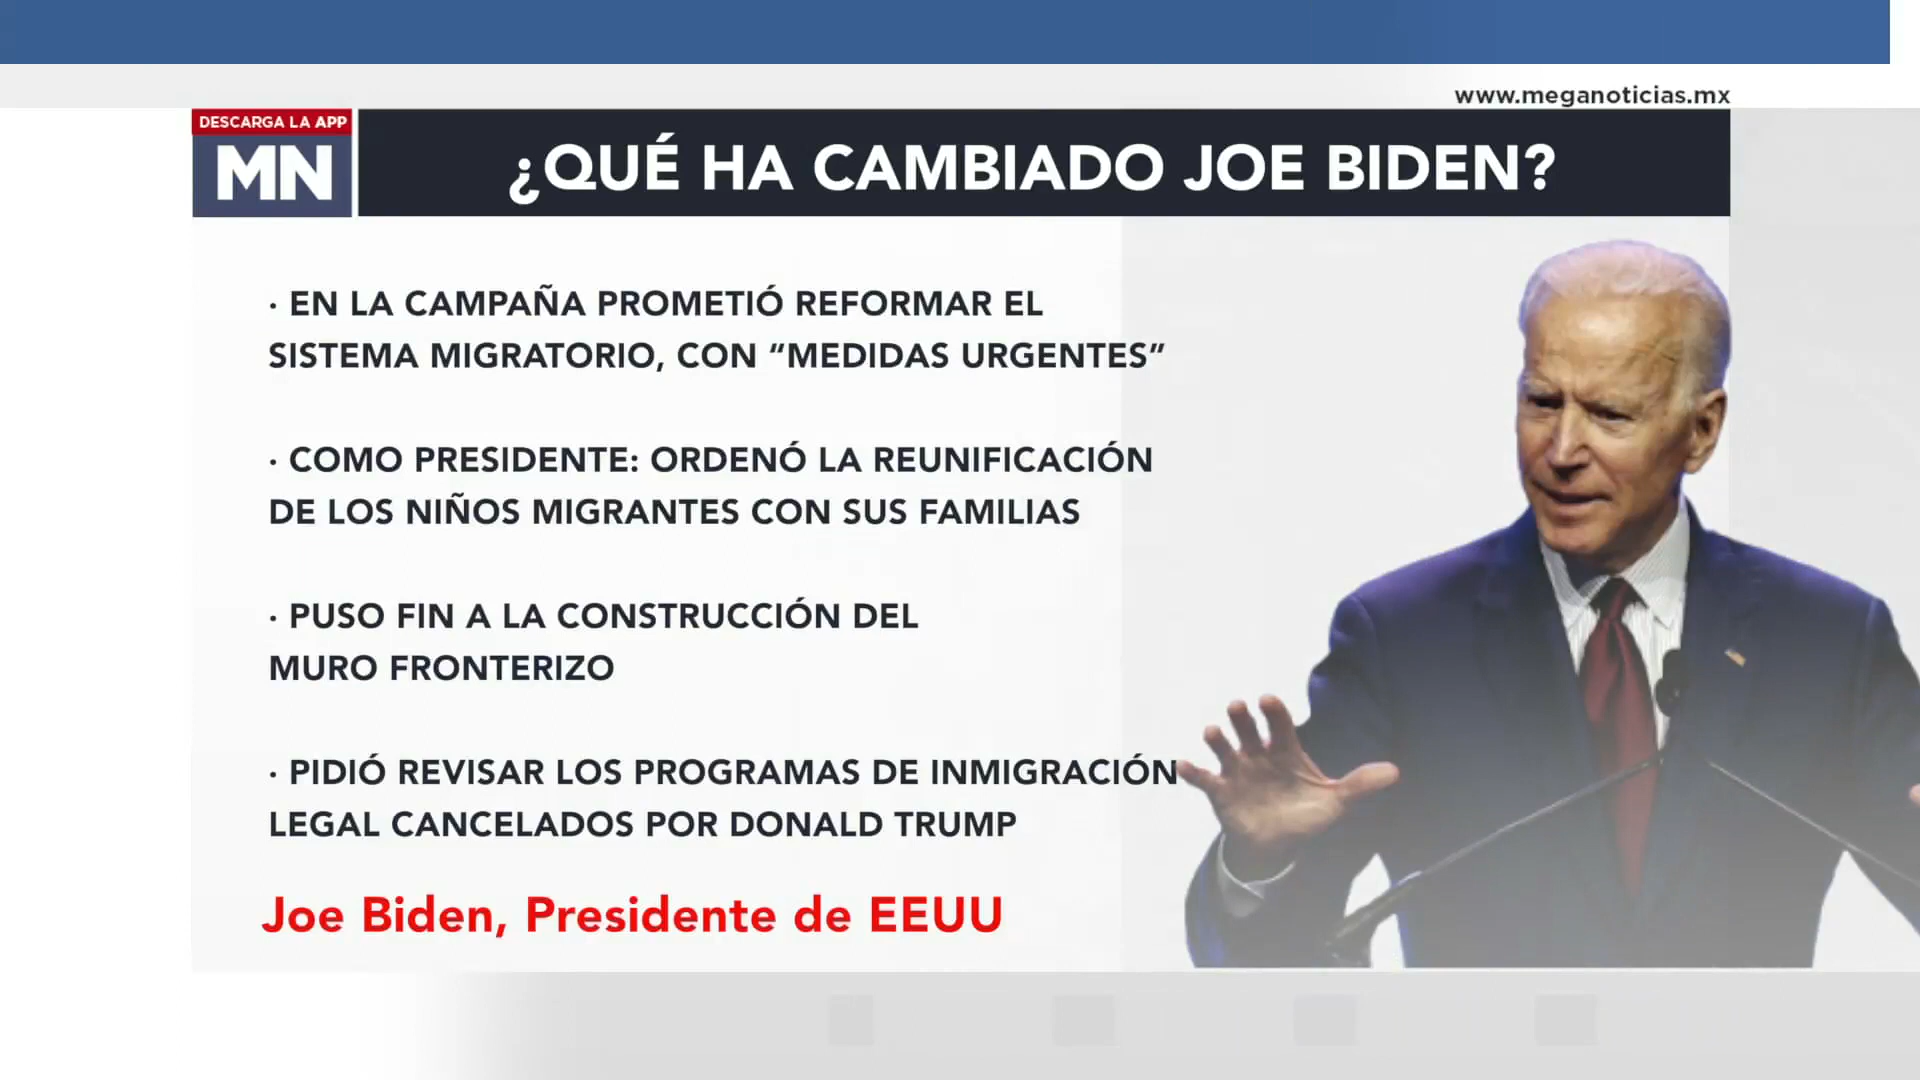 www.meganoticias.mx
DESCARGA LA APP
MN
¿QUÉ HA CAMBIADO JOE BIDEN?
· EN LA CAMPAÑA PROMETIÓ REFORMAR EL
SISTEMA MIGRATORIO, CON “MEDIDAS URGENTES”
· COMO PRESIDENTE: ORDENÓ LA REUNIFICACIÓN
DE LOS NIÑOS MIGRANTES CON SUS FAMILIAS
· PUSO FIN A LA CONSTRUCCIÓN DEL
MURO FRONTERIZO
· PIDIÓ REVISAR LOS PROGRAMAS DE INMIGRACIÓN
LEGAL CANCELADOS POR DONALD TRUMP
Joe Biden, Presidente de EEUU